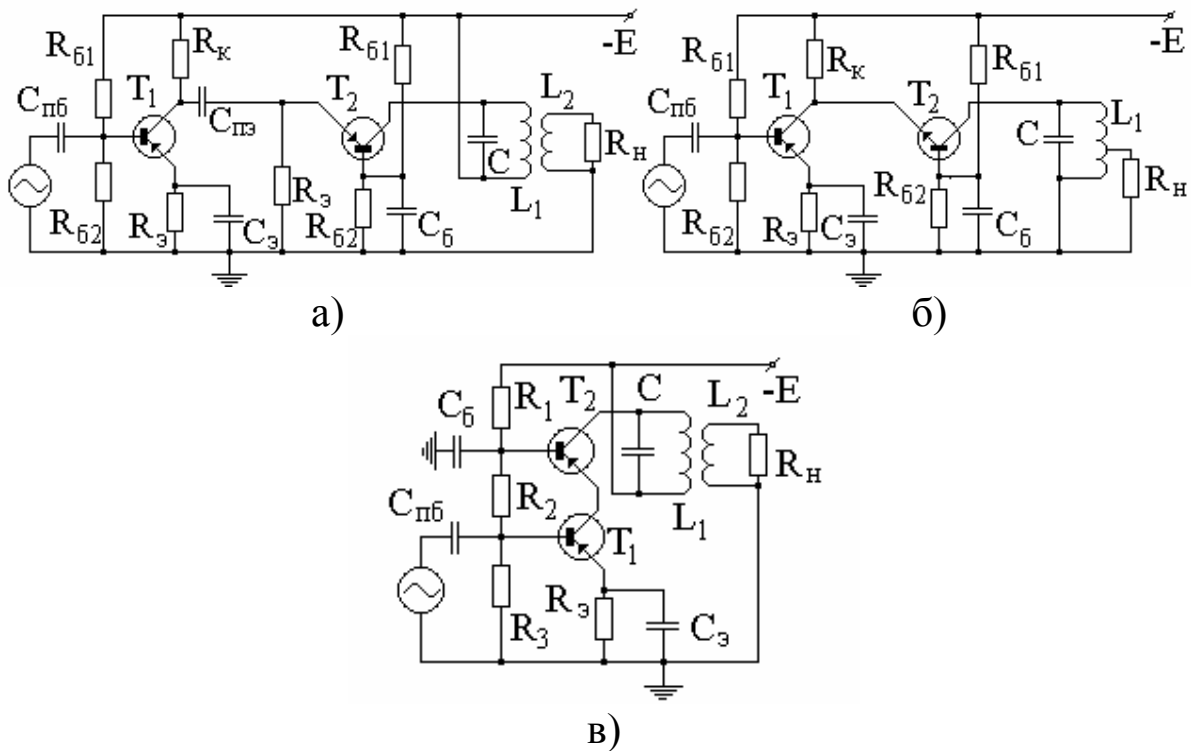 -E
R_б1
R_к
R_б1
C_пб
T_1
C_пэ
T_2
L_2
R_н
C
L_1
R_б2
R_э
C_э
R_э
R_б2
C_б
а)
-E
R_б1
R_к
R_б1
C_пб
T_1
T_2
C
L_1
R_н
R_б2
R_э
C_э
R_б2
C_б
б)
-E
C_б
R_1
T_2
C
L_2
R_н
C_пб
R_2
T_1
L_1
R_3
R_э
C_э
в)